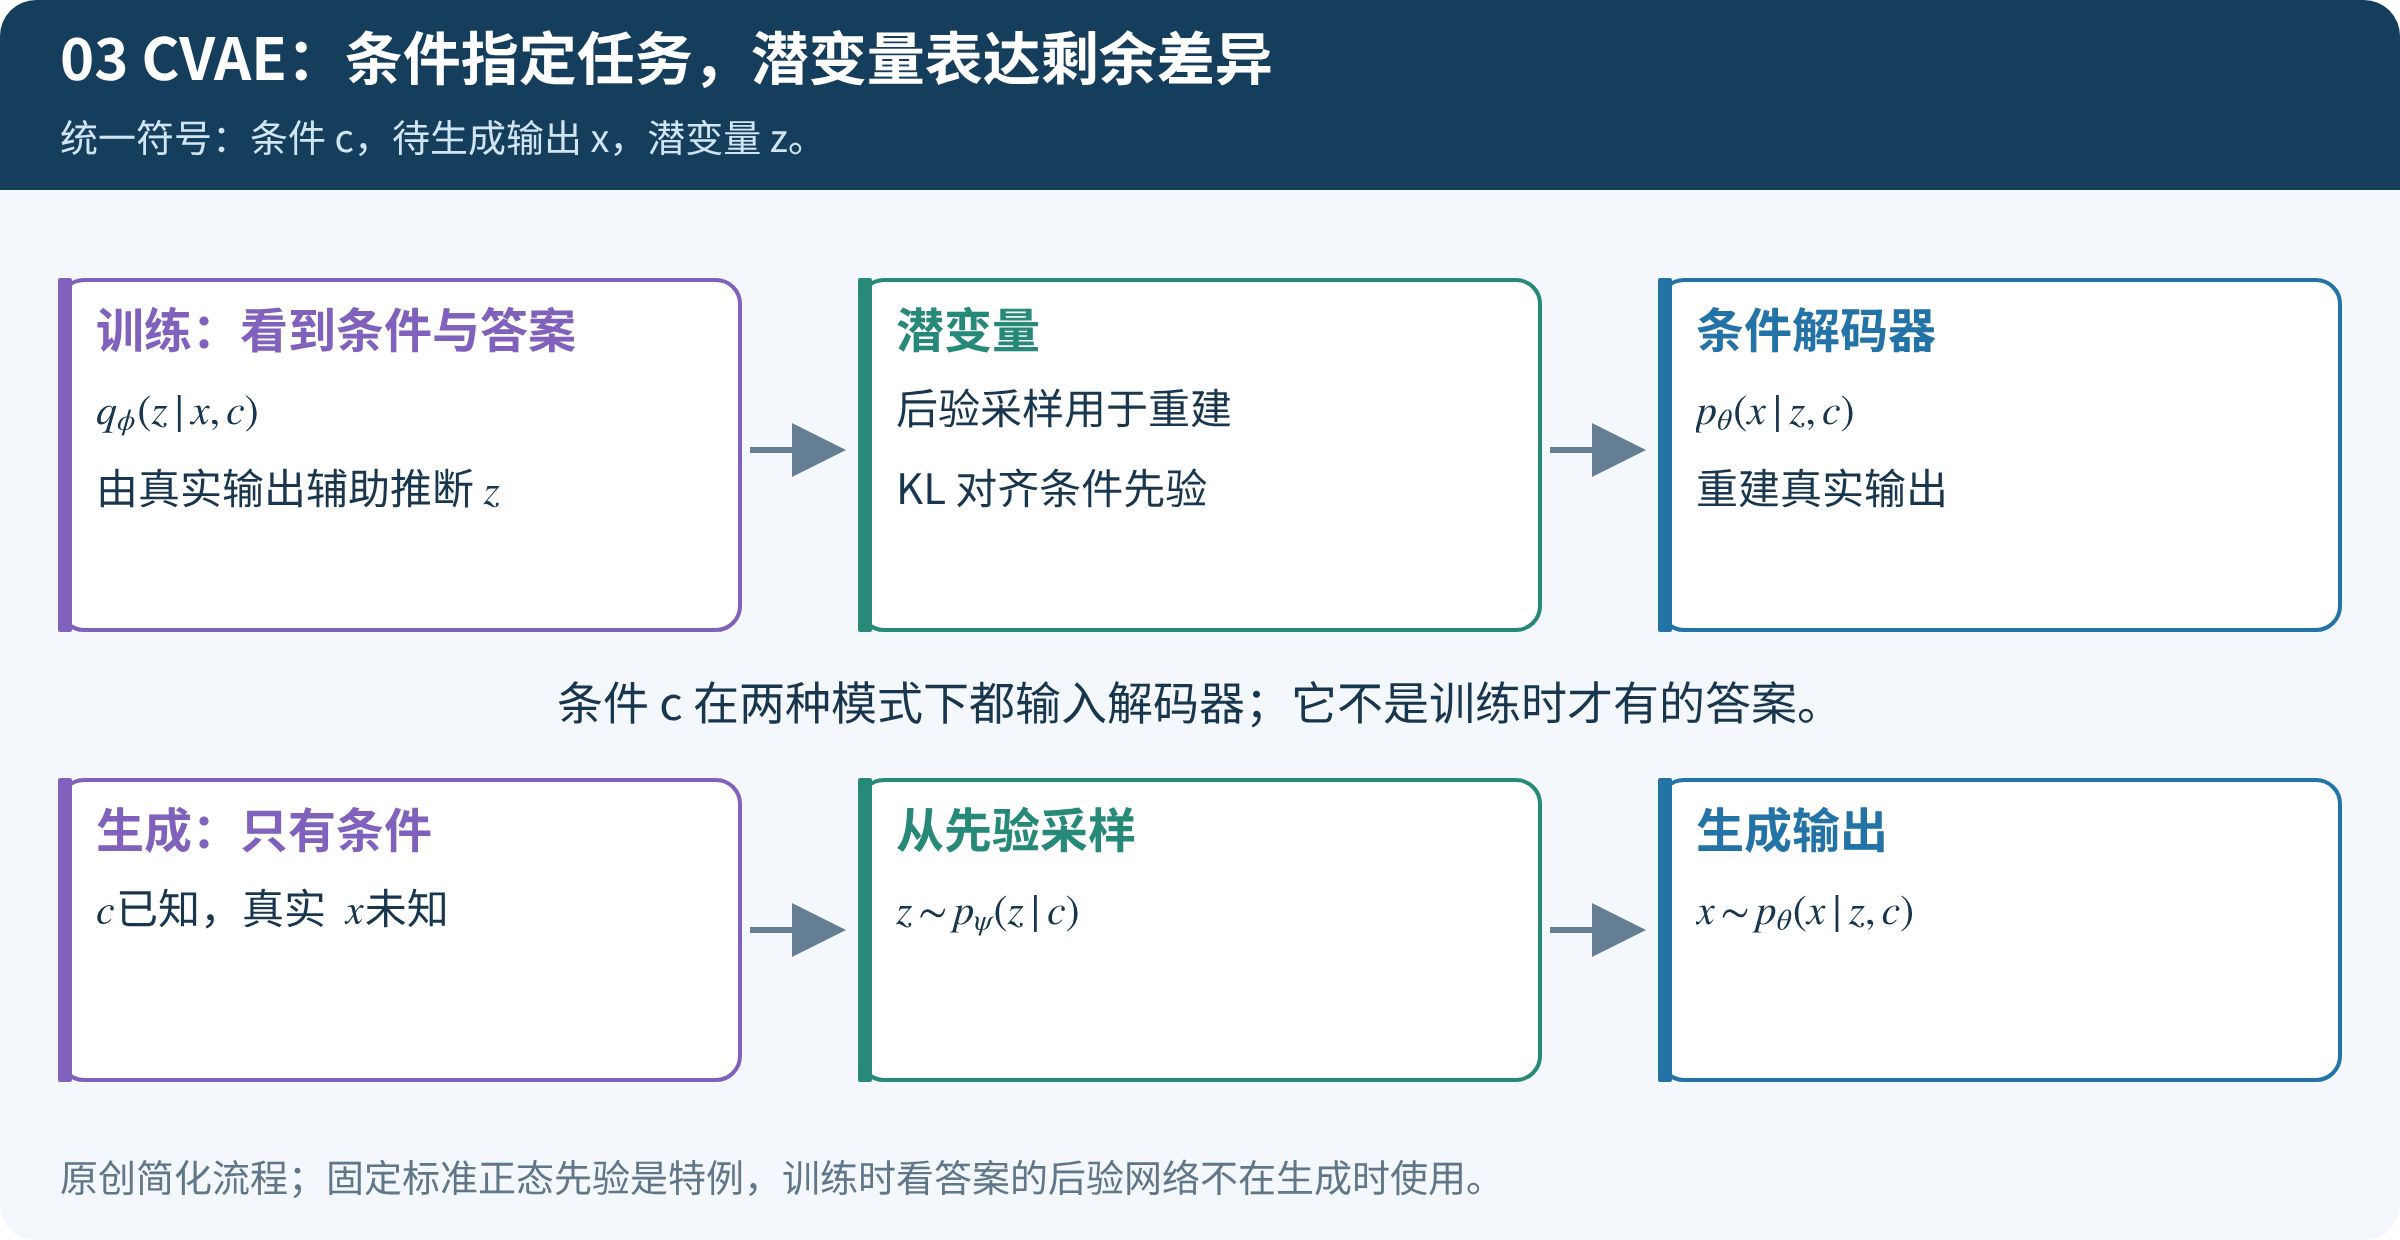 03 CVAE：条件指定任务，潜变量表达剩余差异
统一符号：条件 c，待生成输出 x，潜变量 z。
训练：看到条件与答案
qϕ(z | x, c)
由真实输出辅助推断 z
潜变量
后验采样用于重建
KL 对齐条件先验
条件解码器
pθ(x | z, c)
重建真实输出
条件 c 在两种模式下都输入解码器；它不是训练时才有的答案。
生成：只有条件
c已知，真实 x未知
从先验采样
z ~ pψ(z | c)
生成输出
x ~ pθ(x | z, c)
原创简化流程；固定标准正态先验是特例，训练时看答案的后验网络不在生成时使用。